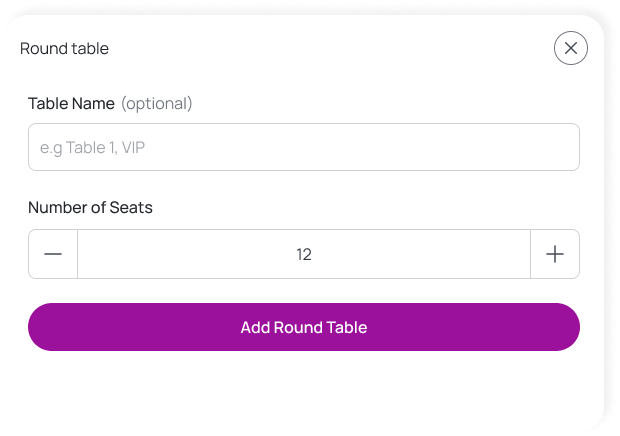 Round table
Table Name (optional)
e.g Table 1, VIP
Number of Seats
12
Add Round Table